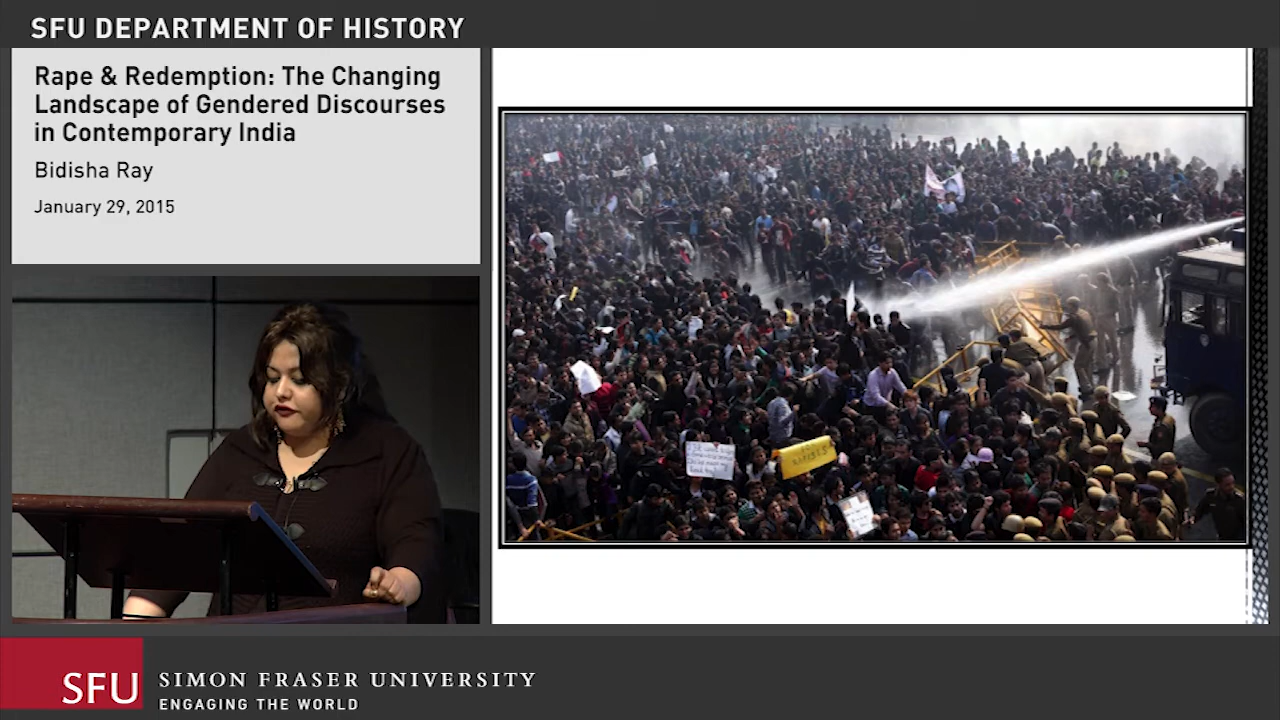 SFU DEPARTMENT OF HISTORY
Rape & Redemption: The Changing
Landscape of Gendered Discourses
in Contemporary India
Bidisha Ray
January 29, 2015
SFU
SIMON FRASER UNIVERSITY
ENGAGING THE WORLD